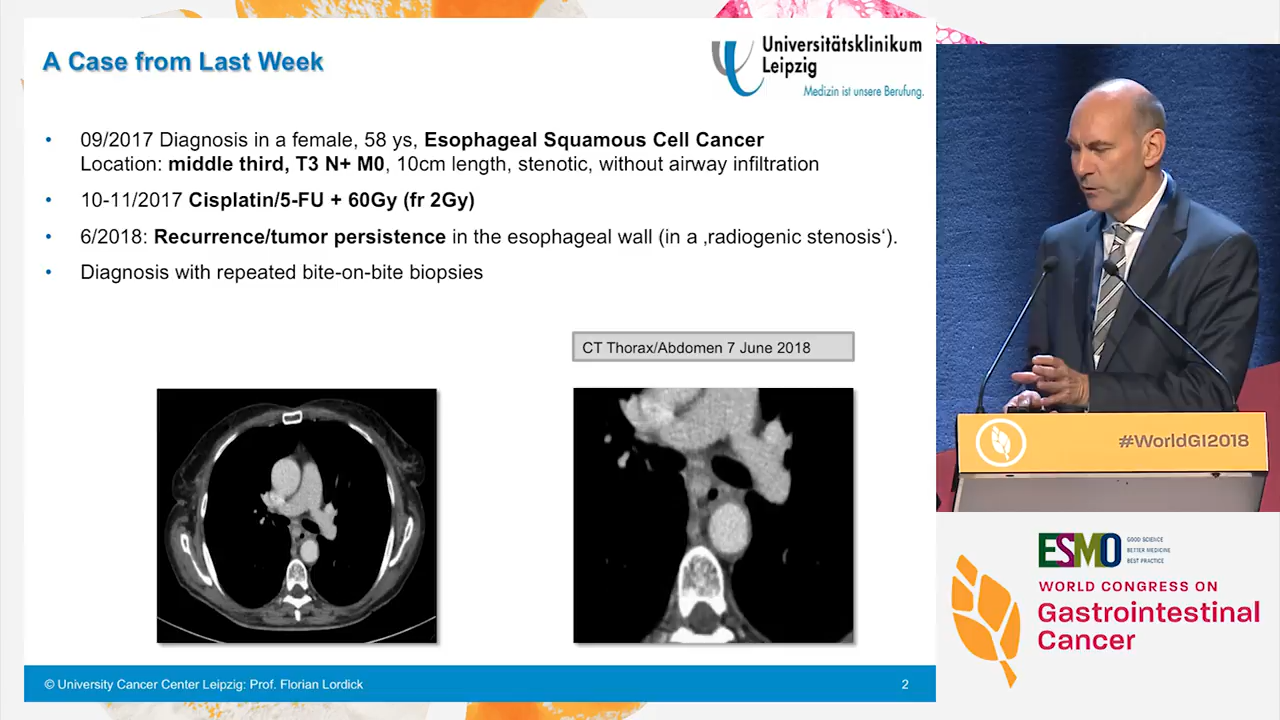 A Case from Last Week
Universitätsklinikum
Leipzig
Medizin ist unsere Berufung.
• 09/2017 Diagnosis in a female, 58 ys, Esophageal Squamous Cell Cancer
Location: middle third, T3 N+ M0, 10cm length, stenotic, without airway infiltration
• 10-11/2017 Cisplatin/5-FU + 60Gy (fr 2Gy)
• 6/2018: Recurrence/tumor persistence in the esophageal wall (in a ‚radiogenic stenosis‘).
• Diagnosis with repeated bite-on-bite biopsies
CT Thorax/Abdomen 7 June 2018
© University Cancer Center Leipzig: Prof. Florian Lordick
2
#WorldGI2018
ESMO
GOOD SCIENCE
BETTER MEDICINE
BEST PRACTICE
WORLD CONGRESS ON
Gastrointestinal
Cancer